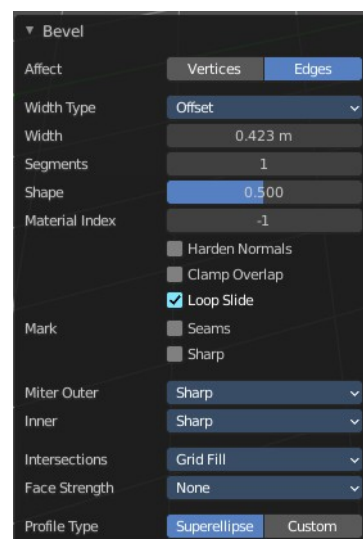 Bevel
Affect Vertices Edges
Width Type Offset
Width 0.423 m
Segments 1
Shape 0.500
Material Index -1
Harden Normals
Clamp Overlap
Loop Slide
Mark Seams
Sharp
Miter Outer Sharp
Inner Sharp
Intersections Grid Fill
Face Strength None
Profile Type Superellipse Custom